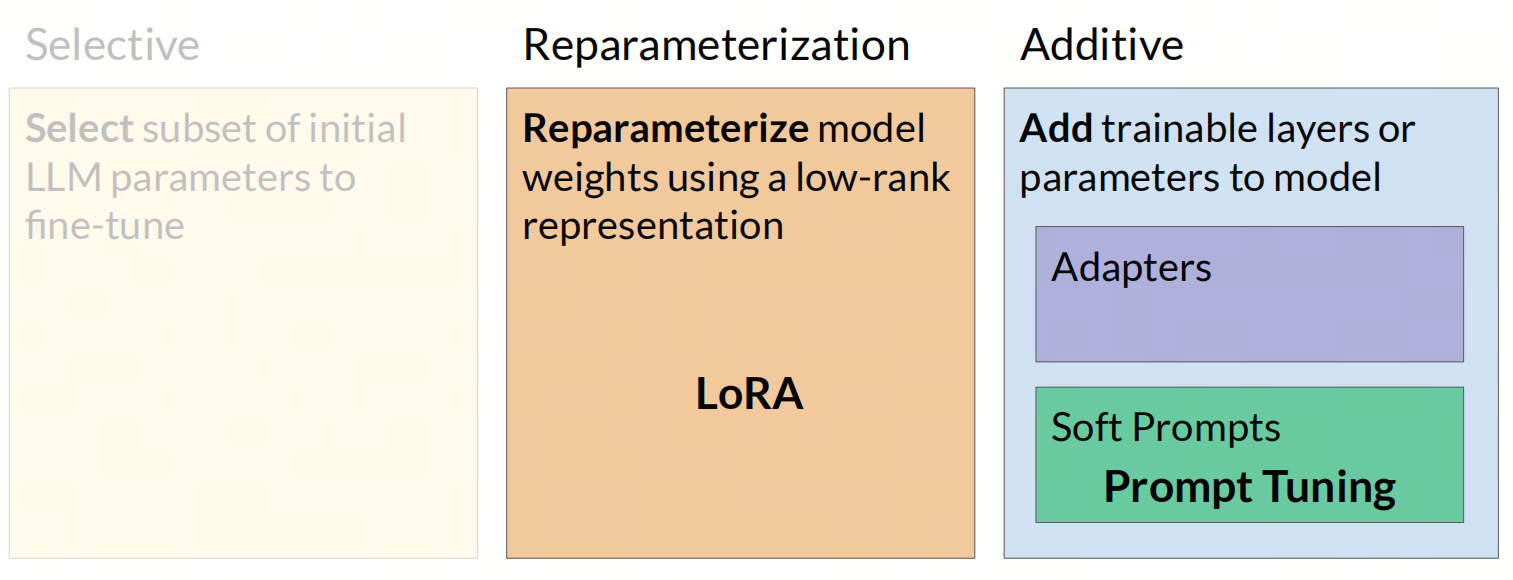 Selective
Select subset of initial
LLM parameters to
fine-tune
Reparameterization
Reparameterize model
weights using a low-rank
representation
LoRA
Additive
Add trainable layers or
parameters to model
Adapters
Soft Prompts
Prompt Tuning